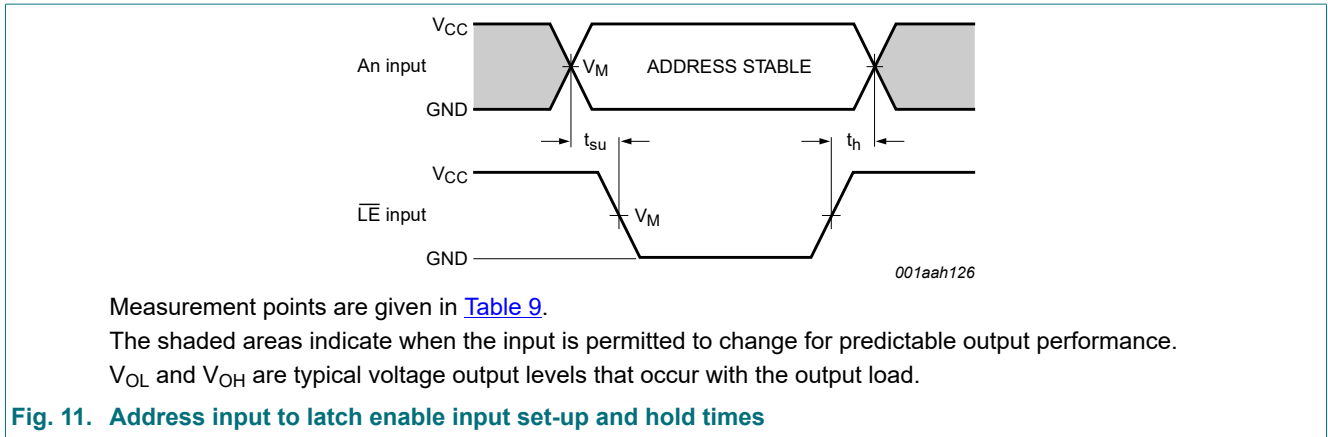 VCC
An input
VM
ADDRESS STABLE
GND
tsu
th
VCC
LE input
VM
GND
001aah126
Measurement points are given in Table 9.
The shaded areas indicate when the input is permitted to change for predictable output performance.
VOL and VOH are typical voltage output levels that occur with the output load.
Fig. 11. Address input to latch enable input set-up and hold times